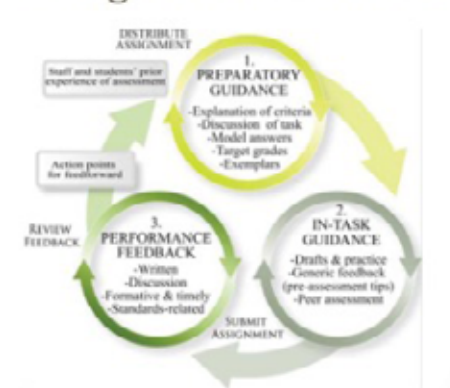 DISTRIBUTE
ASSIGNMENT
Staff and students' prior
experience of assessment
1.
PREPARATORY
GUIDANCE
-Explanation of criteria
-Discussion of task
-Model answers
-Target grades
-Exemplars
Action points
for feedforward
2.
IN-TASK
GUIDANCE
-Drafts & practice
-Generic feedback
(pre-assessment tips)
-Peer assessment
REVIEW
FEEDBACK
3.
PERFORMANCE
FEEDBACK
-Written
-Discussion
-Formative & timely
-Standards-related
SUBMIT
ASSIGNMENT